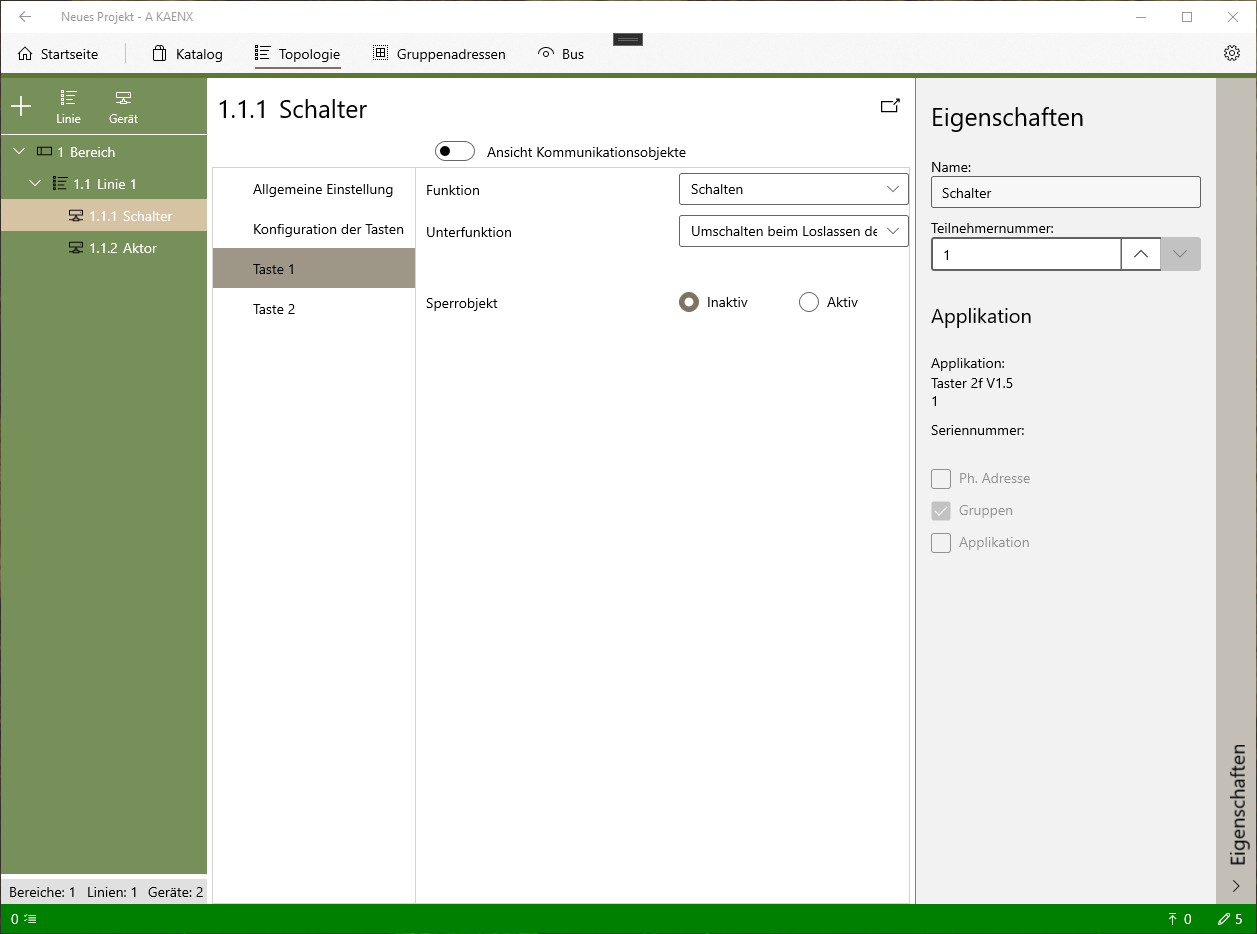 Neues Projekt - A KAENX
Startseite
Katalog
Topologie
Gruppenadressen
Bus
Linie
Gerät
1 Bereich
1.1 Linie 1
1.1.1 Schalter
1.1.2 Aktor
Bereiche: 1 Linien: 1 Geräte: 2
1.1.1 Schalter
Ansicht Kommunikationsobjekte
Allgemeine Einstellung
Konfiguration der Tasten
Taste 1
Taste 2
Funktion
Schalten
Unterfunktion
Umschalten beim Loslassen de
Sperrobjekt
Inaktiv
Aktiv
Eigenschaften
Name:
Schalter
Teilnehmernummer:
1
Applikation
Applikation:
Taster 2f V1.5
1
Seriennummer:
Ph. Adresse
Gruppen
Applikation
Eigenschaften
0
0
5